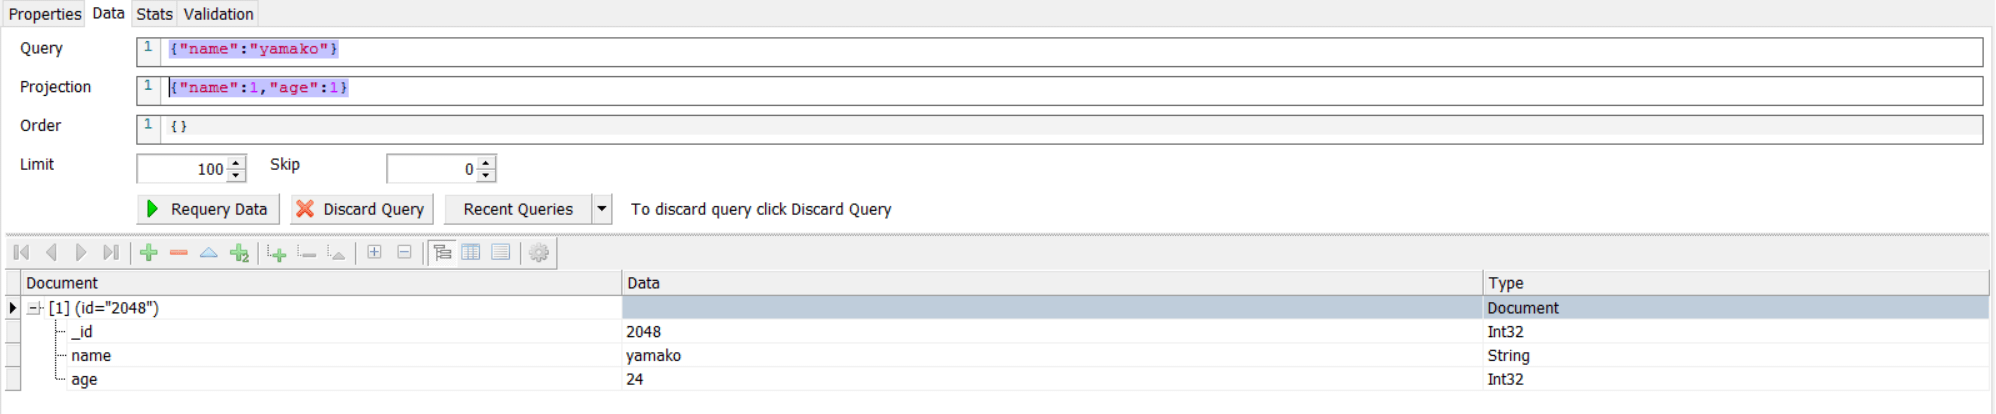 Properties Data Stats Validation
Query 1 {"name":"yamako"}
Projection 1 {"name":1,"age":1}
Order 1 {}
Limit 100 Skip 0
Requery Data Discard Query Recent Queries To discard query click Discard Query
2
Document Data Type
[1] (id="2048") Document
_id 2048 Int32
name yamako String
age 24 Int32